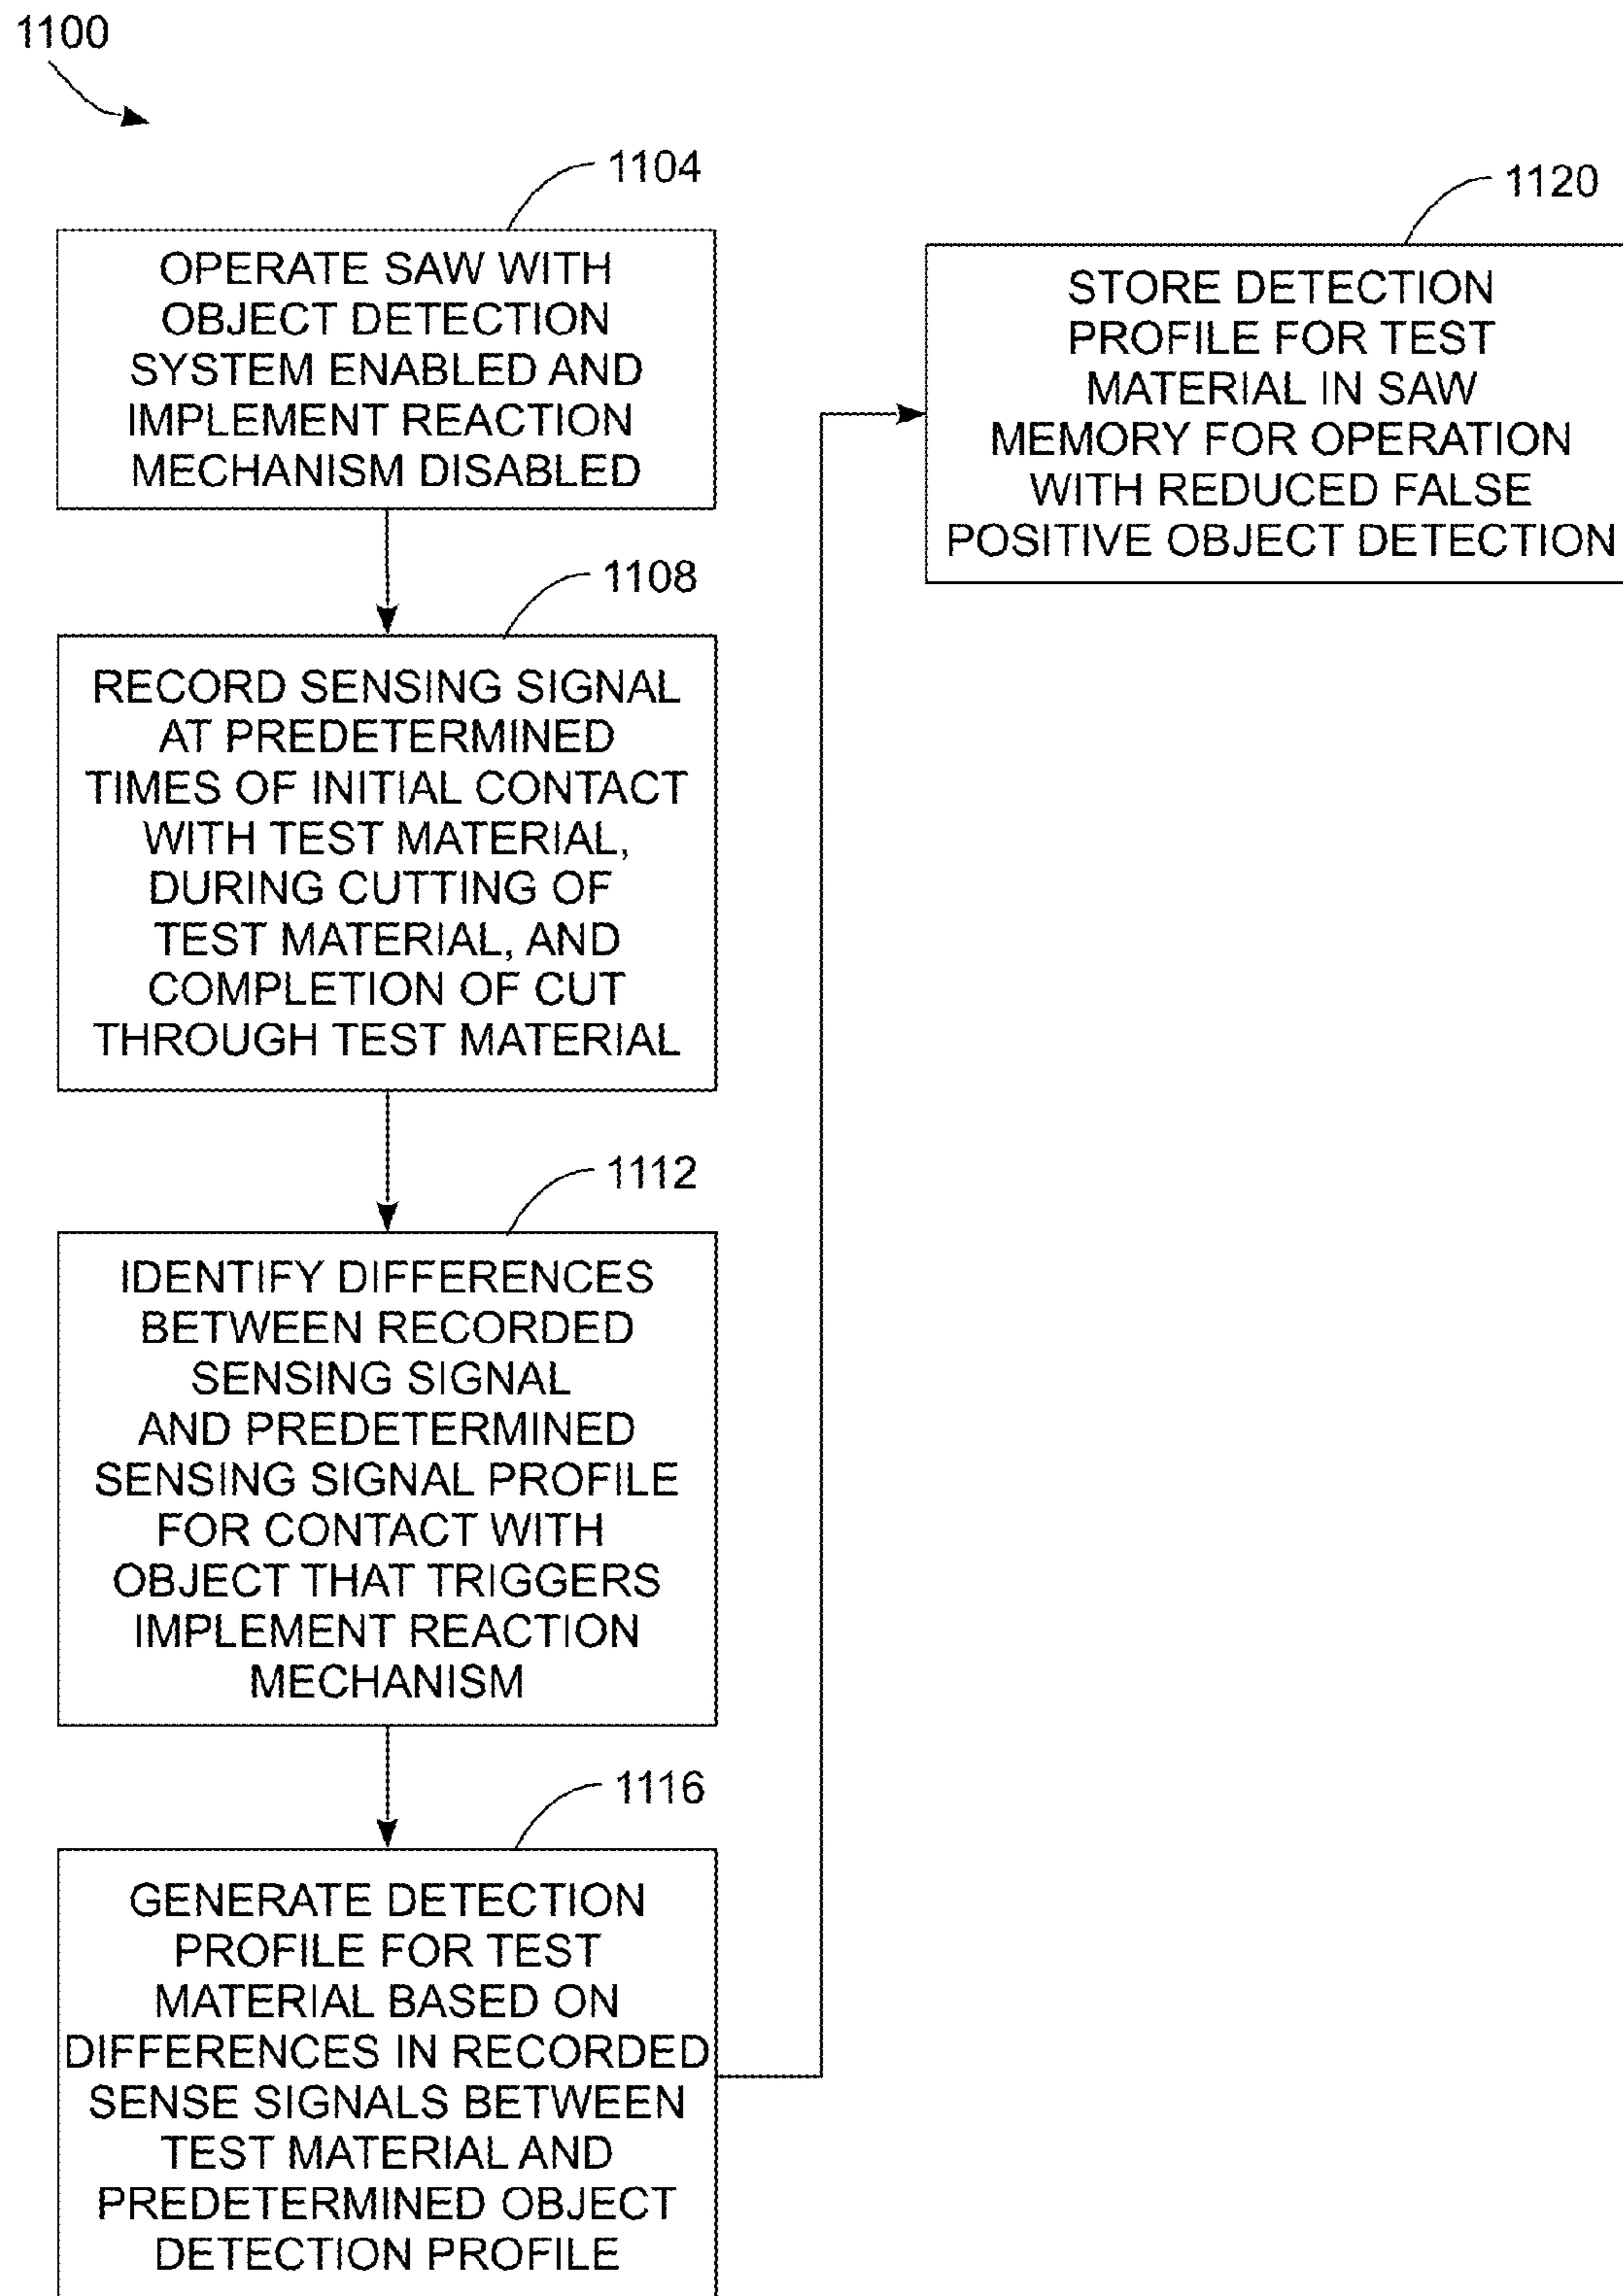 1100
1104
OPERATE SAW WITH
OBJECT DETECTION
SYSTEM ENABLED AND
IMPLEMENT REACTION
MECHANISM DISABLED
1108
RECORD SENSING SIGNAL
AT PREDETERMINED
TIMES OF INITIAL CONTACT
WITH TEST MATERIAL,
DURING CUTTING OF
TEST MATERIAL, AND
COMPLETION OF CUT
THROUGH TEST MATERIAL
1112
IDENTIFY DIFFERENCES
BETWEEN RECORDED
SENSING SIGNAL
AND PREDETERMINED
SENSING SIGNAL PROFILE
FOR CONTACT WITH
OBJECT THAT TRIGGERS
IMPLEMENT REACTION
MECHANISM
1116
GENERATE DETECTION
PROFILE FOR TEST
MATERIAL BASED ON
DIFFERENCES IN RECORDED
SENSE SIGNALS BETWEEN
TEST MATERIAL AND
PREDETERMINED OBJECT
DETECTION PROFILE
1120
STORE DETECTION
PROFILE FOR TEST
MATERIAL IN SAW
MEMORY FOR OPERATION
WITH REDUCED FALSE
POSITIVE OBJECT DETECTION